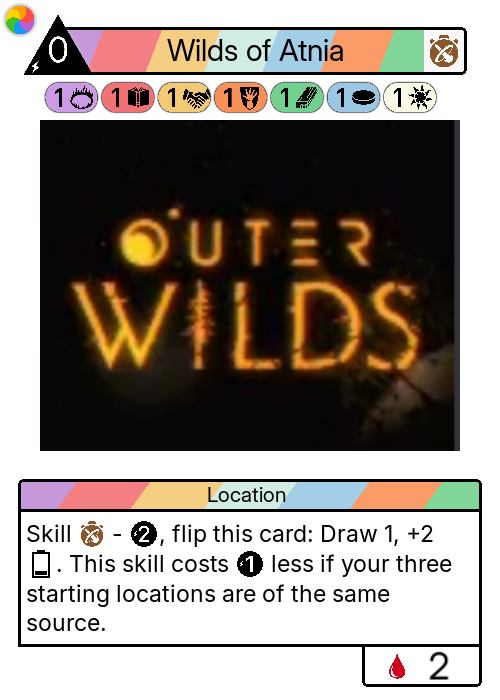 0
Wilds of Atnia
1 1 1 1 1 1 1
OUTER
WILDS
Location
Skill - 2, flip this card: Draw 1, +2
. This skill costs 1 less if your three
starting locations are of the same
source.
2